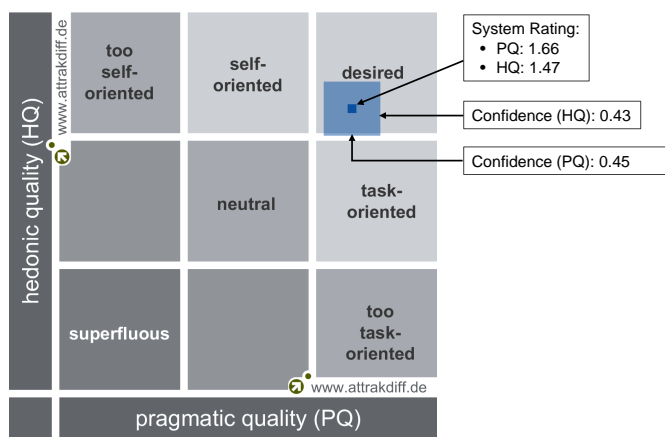 too
self-
oriented
self-
oriented
desired
System Rating:
• PQ: 1.66
• HQ: 1.47
Confidence (HQ): 0.43
Confidence (PQ): 0.45
www.attrakdiff.de
hedonic quality (HQ)
neutral
task-
oriented
superfluous
too
task-
oriented
www.attrakdiff.de
pragmatic quality (PQ)